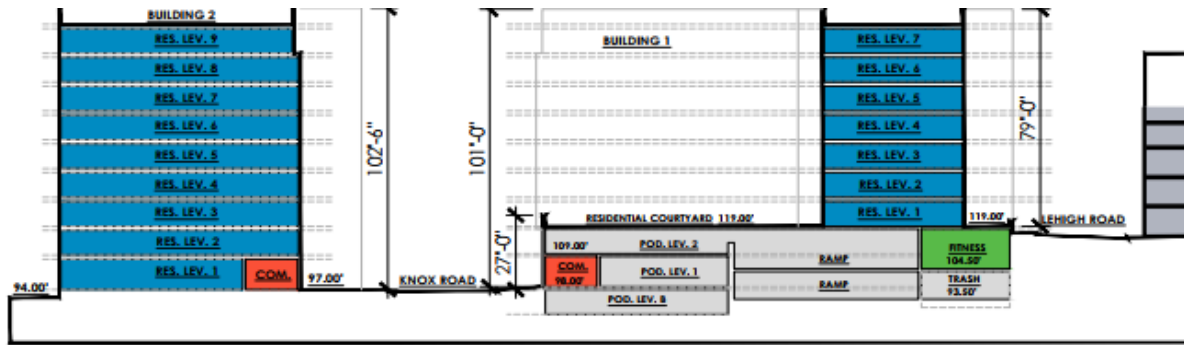 BUILDING 2
RES. LEV. 9
RES. LEV. 8
RES. LEV. 7
RES. LEV. 6
RES. LEV. 5
RES. LEV. 4
RES. LEV. 3
RES. LEV. 2
RES. LEV. 1
COM.
94.00'
97.00'
KNOX ROAD
102'-6"
101'-0"
27'-0"
BUILDING 1
RES. LEV. 7
RES. LEV. 6
RES. LEV. 5
RES. LEV. 4
RES. LEV. 3
RES. LEV. 2
RES. LEV. 1
RESIDENTIAL COURTYARD 119.00'
109.00'
POD. LEV. 2
COM.
98.00'
POD. LEV. 1
POD. LEV. B
RAMP
RAMP
FITNESS
104.50'
TRASH
93.50'
119.00'
79'-0"
LEHIGH ROAD